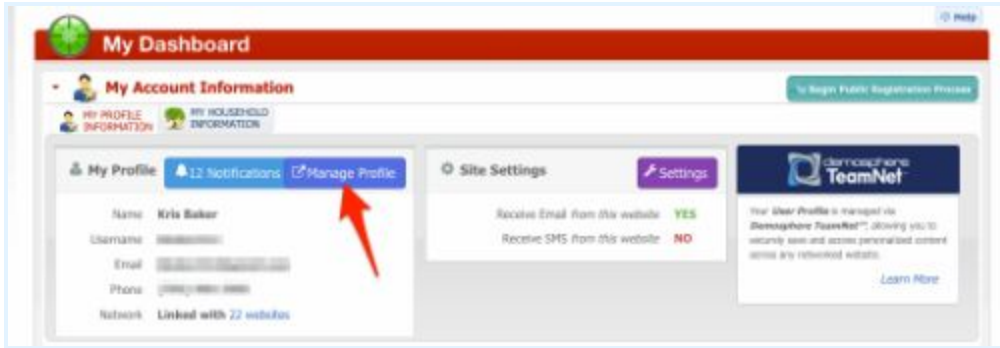 Help
My Dashboard
My Account Information
Begin Public Registration Process
MY PROFILE INFORMATION
MY HOUSEHOLD INFORMATION
My Profile
12 Notifications
Manage Profile
Name Kris Baker
Username
Email
Phone
Network Linked with 22 websites
Site Settings
Settings
Receive Email from this website YES
Receive SMS from this website NO
demosphere
TeamNet
Your User Profile is managed via
Demosphere TeamNet™, allowing you to
securely save and access personalized content
across any networked website.
Learn More